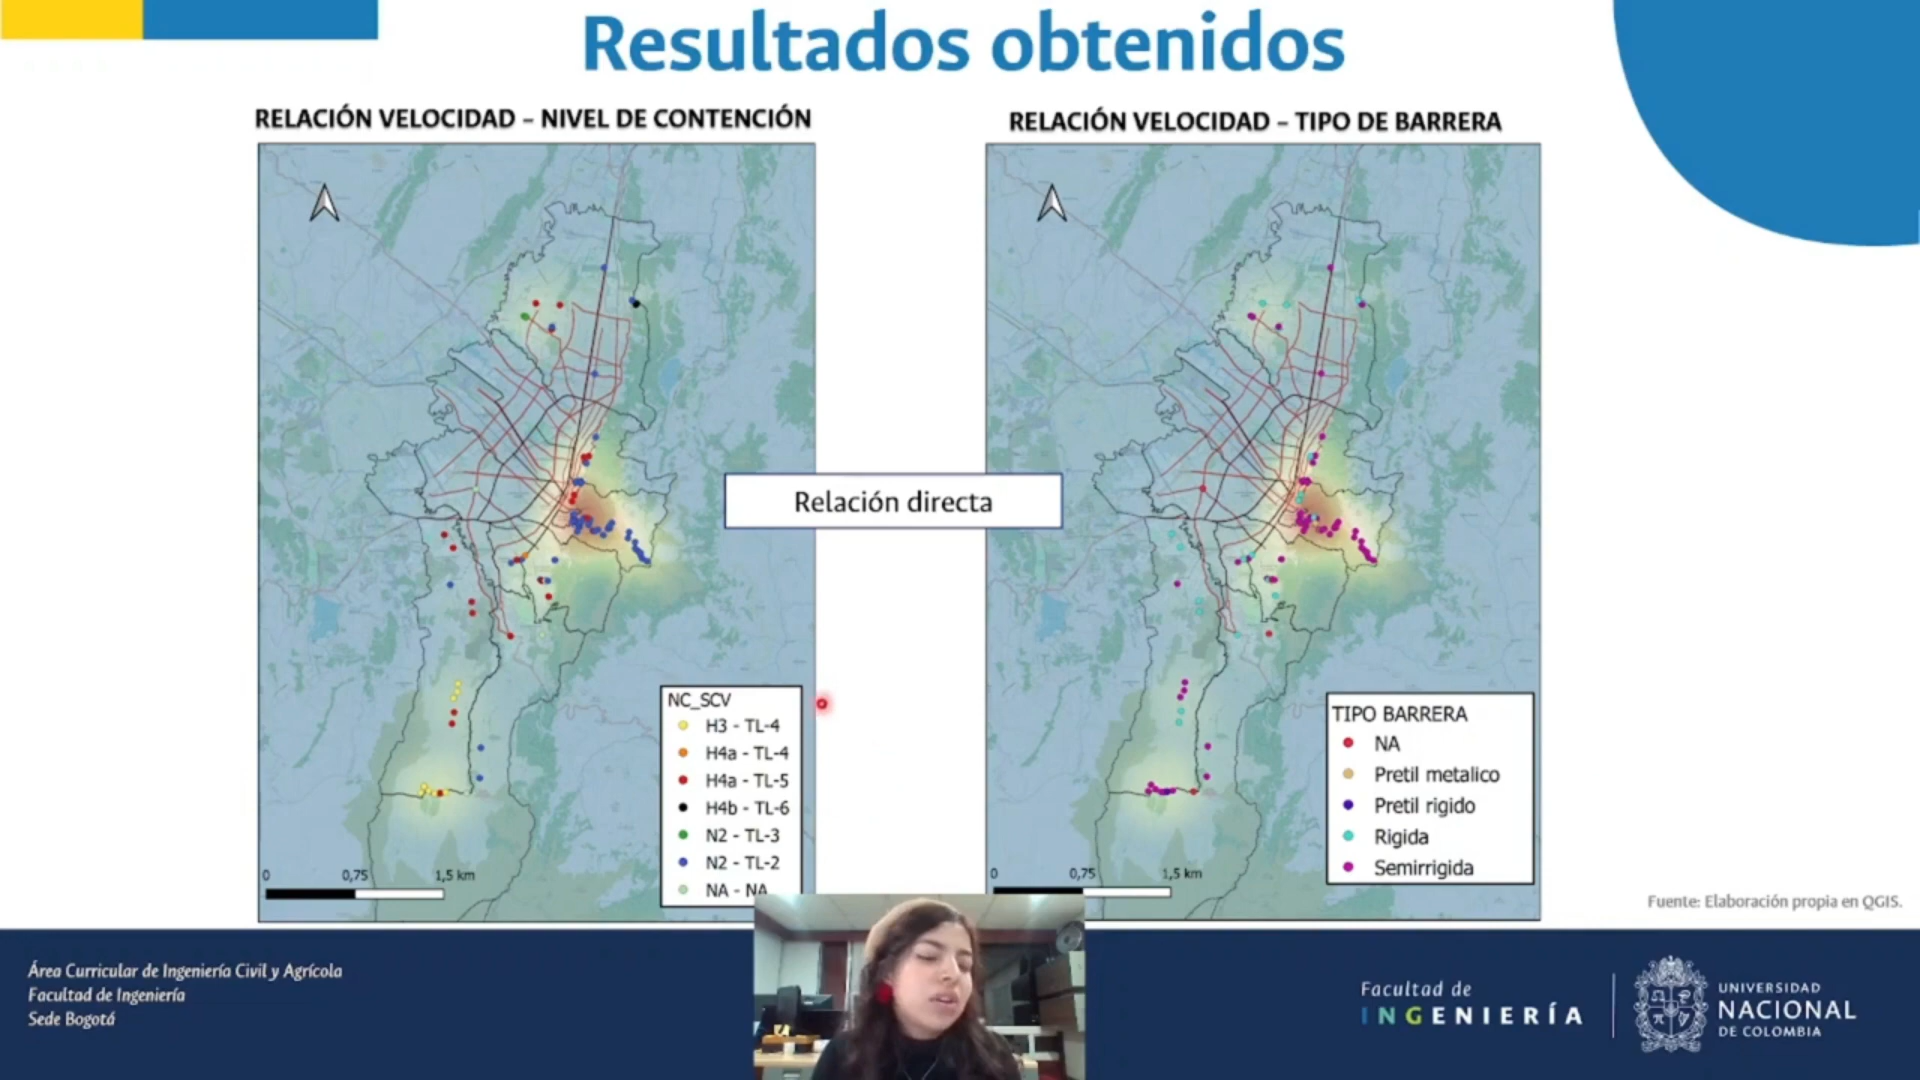 Resultados obtenidos
RELACIÓN VELOCIDAD – NIVEL DE CONTENCIÓN
RELACIÓN VELOCIDAD – TIPO DE BARRERA
Relación directa
NC_SCV
H3 - TL-4
H4a - TL-4
H4a - TL-5
H4b - TL-6
N2 - TL-3
N2 - TL-2
NA - NA
0 0,75 1,5 km
TIPO BARRERA
NA
Pretil metalico
Pretil rigido
Rigida
Semirrigida
0 0,75 1,5 km
Fuente: Elaboración propia en QGIS.
Área Curricular de Ingeniería Civil y Agrícola
Facultad de Ingeniería
Sede Bogotá
Facultad de
INGENIERÍA
UNIVERSIDAD
NACIONAL
DE COLOMBIA